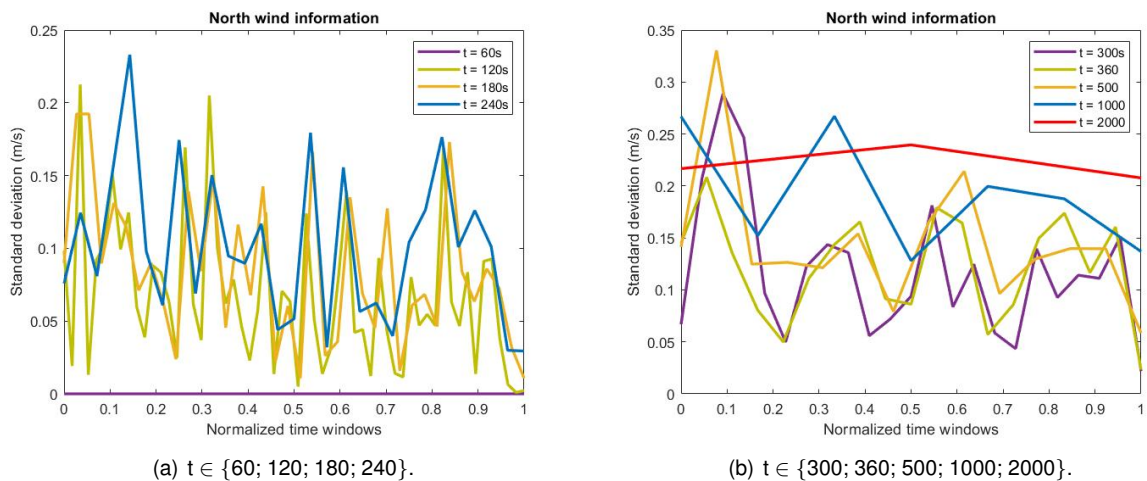 North wind information
0.25
0.2
0.15
0.1
0.05
0
Standard deviation (m/s)
t = 60s
t = 120s
t = 180s
t = 240s
0 0.1 0.2 0.3 0.4 0.5 0.6 0.7 0.8 0.9 1
Normalized time windows
(a) t ∈ {60; 120; 180; 240}.
North wind information
0.35
0.3
0.25
0.2
0.15
0.1
0.05
0
Standard deviation (m/s)
t = 300s
t = 360
t = 500
t = 1000
t = 2000
0 0.1 0.2 0.3 0.4 0.5 0.6 0.7 0.8 0.9 1
Normalized time windows
(b) t ∈ {300; 360; 500; 1000; 2000}.